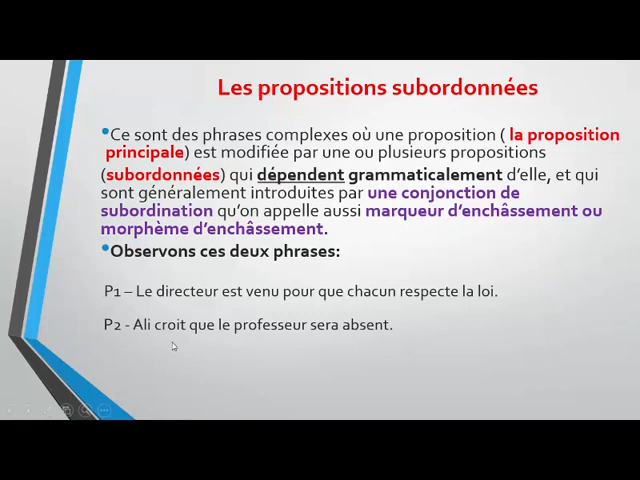 Les propositions subordonnées
•Ce sont des phrases complexes où une proposition ( la proposition
principale) est modifiée par une ou plusieurs propositions
(subordonnées) qui dépendent grammaticalement d’elle, et qui
sont généralement introduites par une conjonction de
subordination qu’on appelle aussi marqueur d’enchâssement ou
morphème d’enchâssement.
•Observons ces deux phrases:
P1 – Le directeur est venu pour que chacun respecte la loi.
P2 - Ali croit que le professeur sera absent.